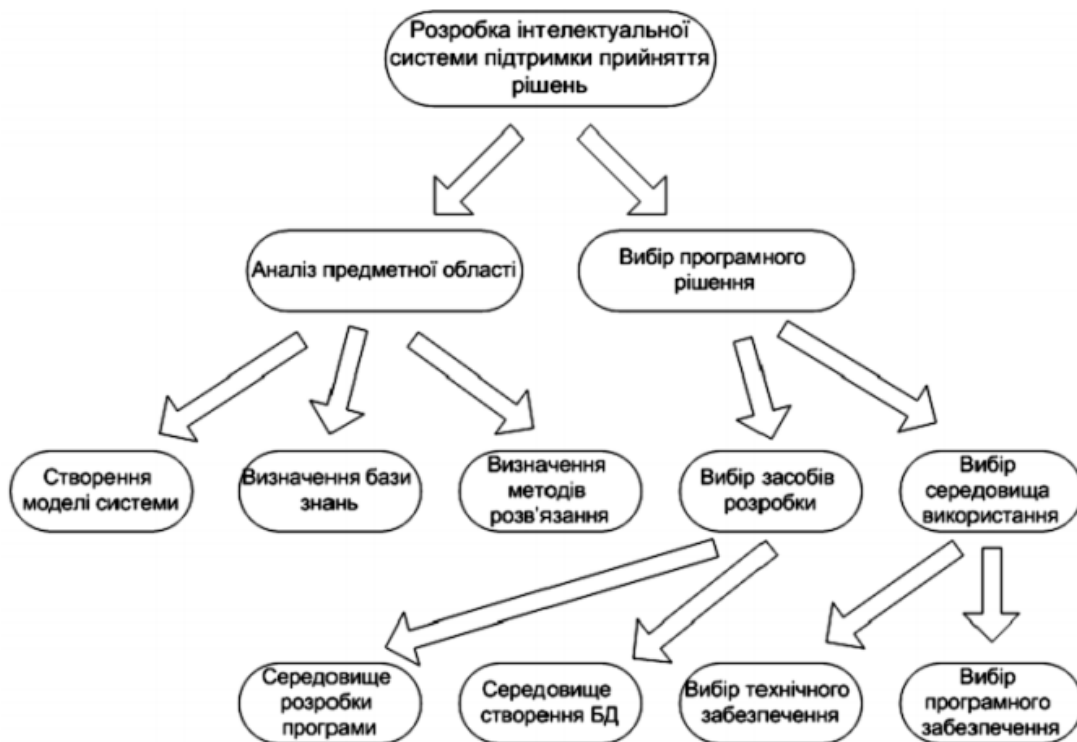 Розробка інтелектуальної
системи підтримки прийняття
рішень
Аналіз предметної області
Вибір програмного
рішення
Створення
моделі системи
Визначення бази
знань
Визначення
методів
розв'язання
Вибір засобів
розробки
Вибір
середовища
використання
Середовище
розробки
програми
Середовище
створення БД
Вибір технічного
забезпечення
Вибір
програмного
забезпечення